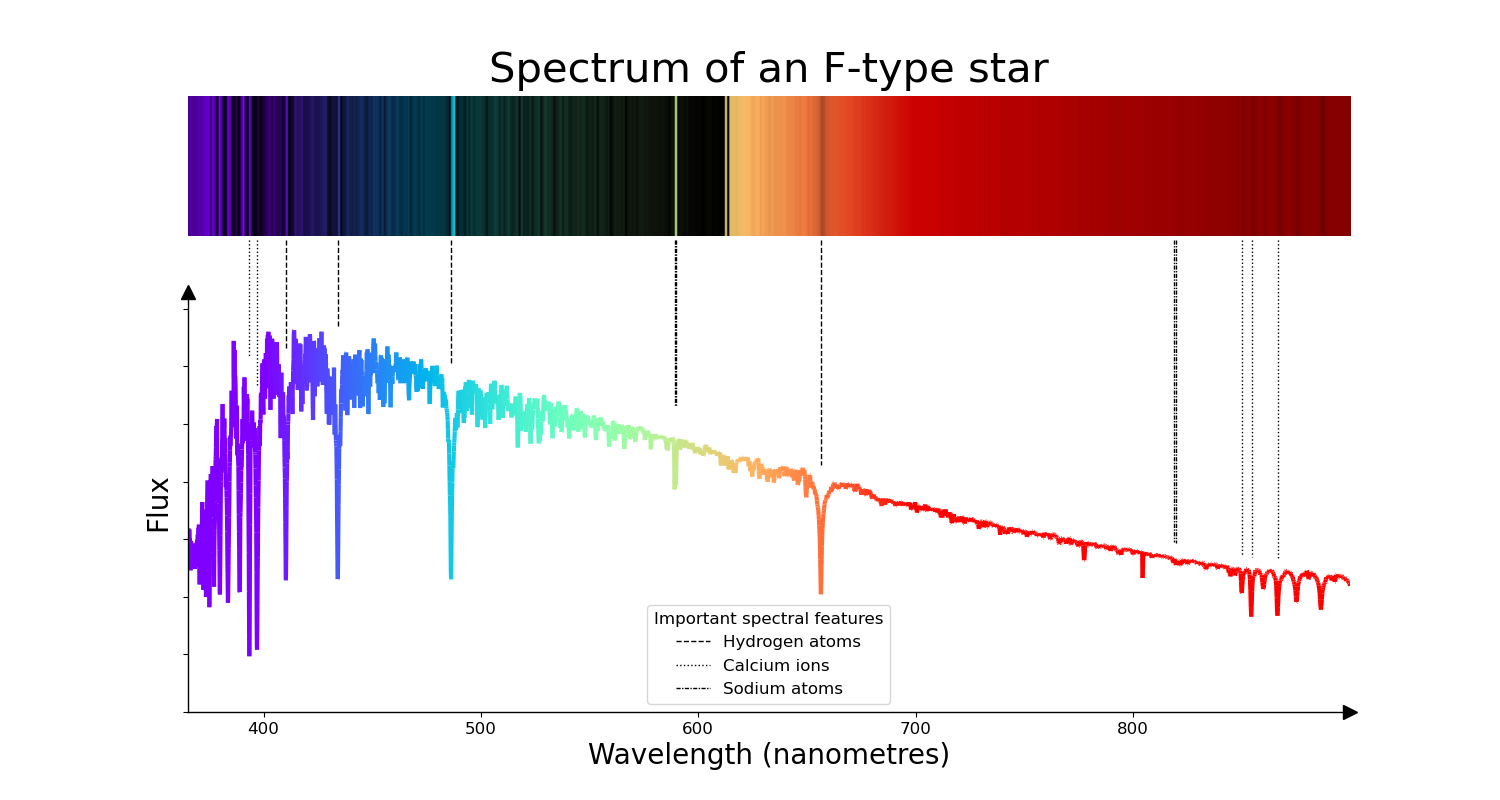 Spectrum of an F-type star
Flux
Important spectral features
Hydrogen atoms
Calcium ions
Sodium atoms
400 500 600 700 800
Wavelength (nanometres)